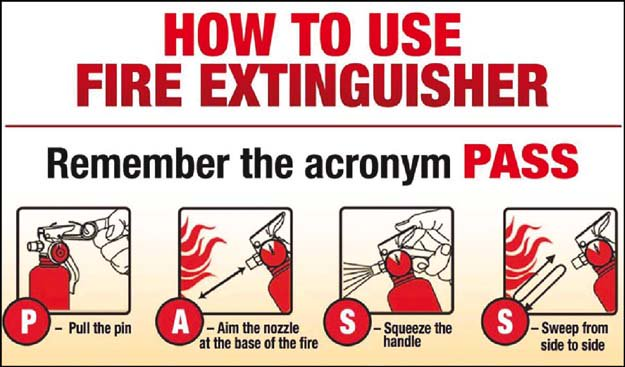 HOW TO USE
FIRE EXTINGUISHER
Remember the acronym PASS
P – Pull the pin
A – Aim the nozzle
at the base of the fire
S – Squeeze the
handle
S – Sweep from
side to side